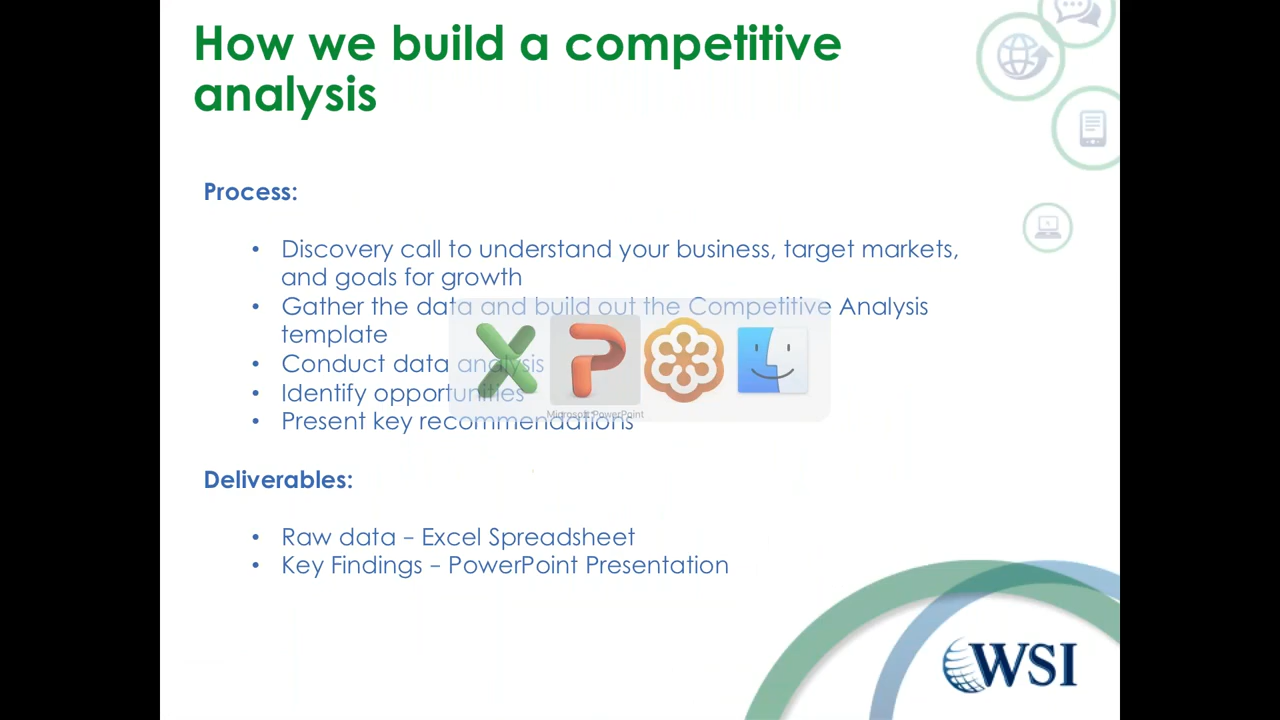 How we build a competitive
analysis
Process:
• Discovery call to understand your business, target markets,
and goals for growth
• Gather the data and build out the Competitive Analysis
template
• Conduct data analysis
• Identify opportunities
Microsoft PowerPoint
• Present key recommendations
Deliverables:
• Raw data – Excel Spreadsheet
• Key Findings – PowerPoint Presentation
WSI